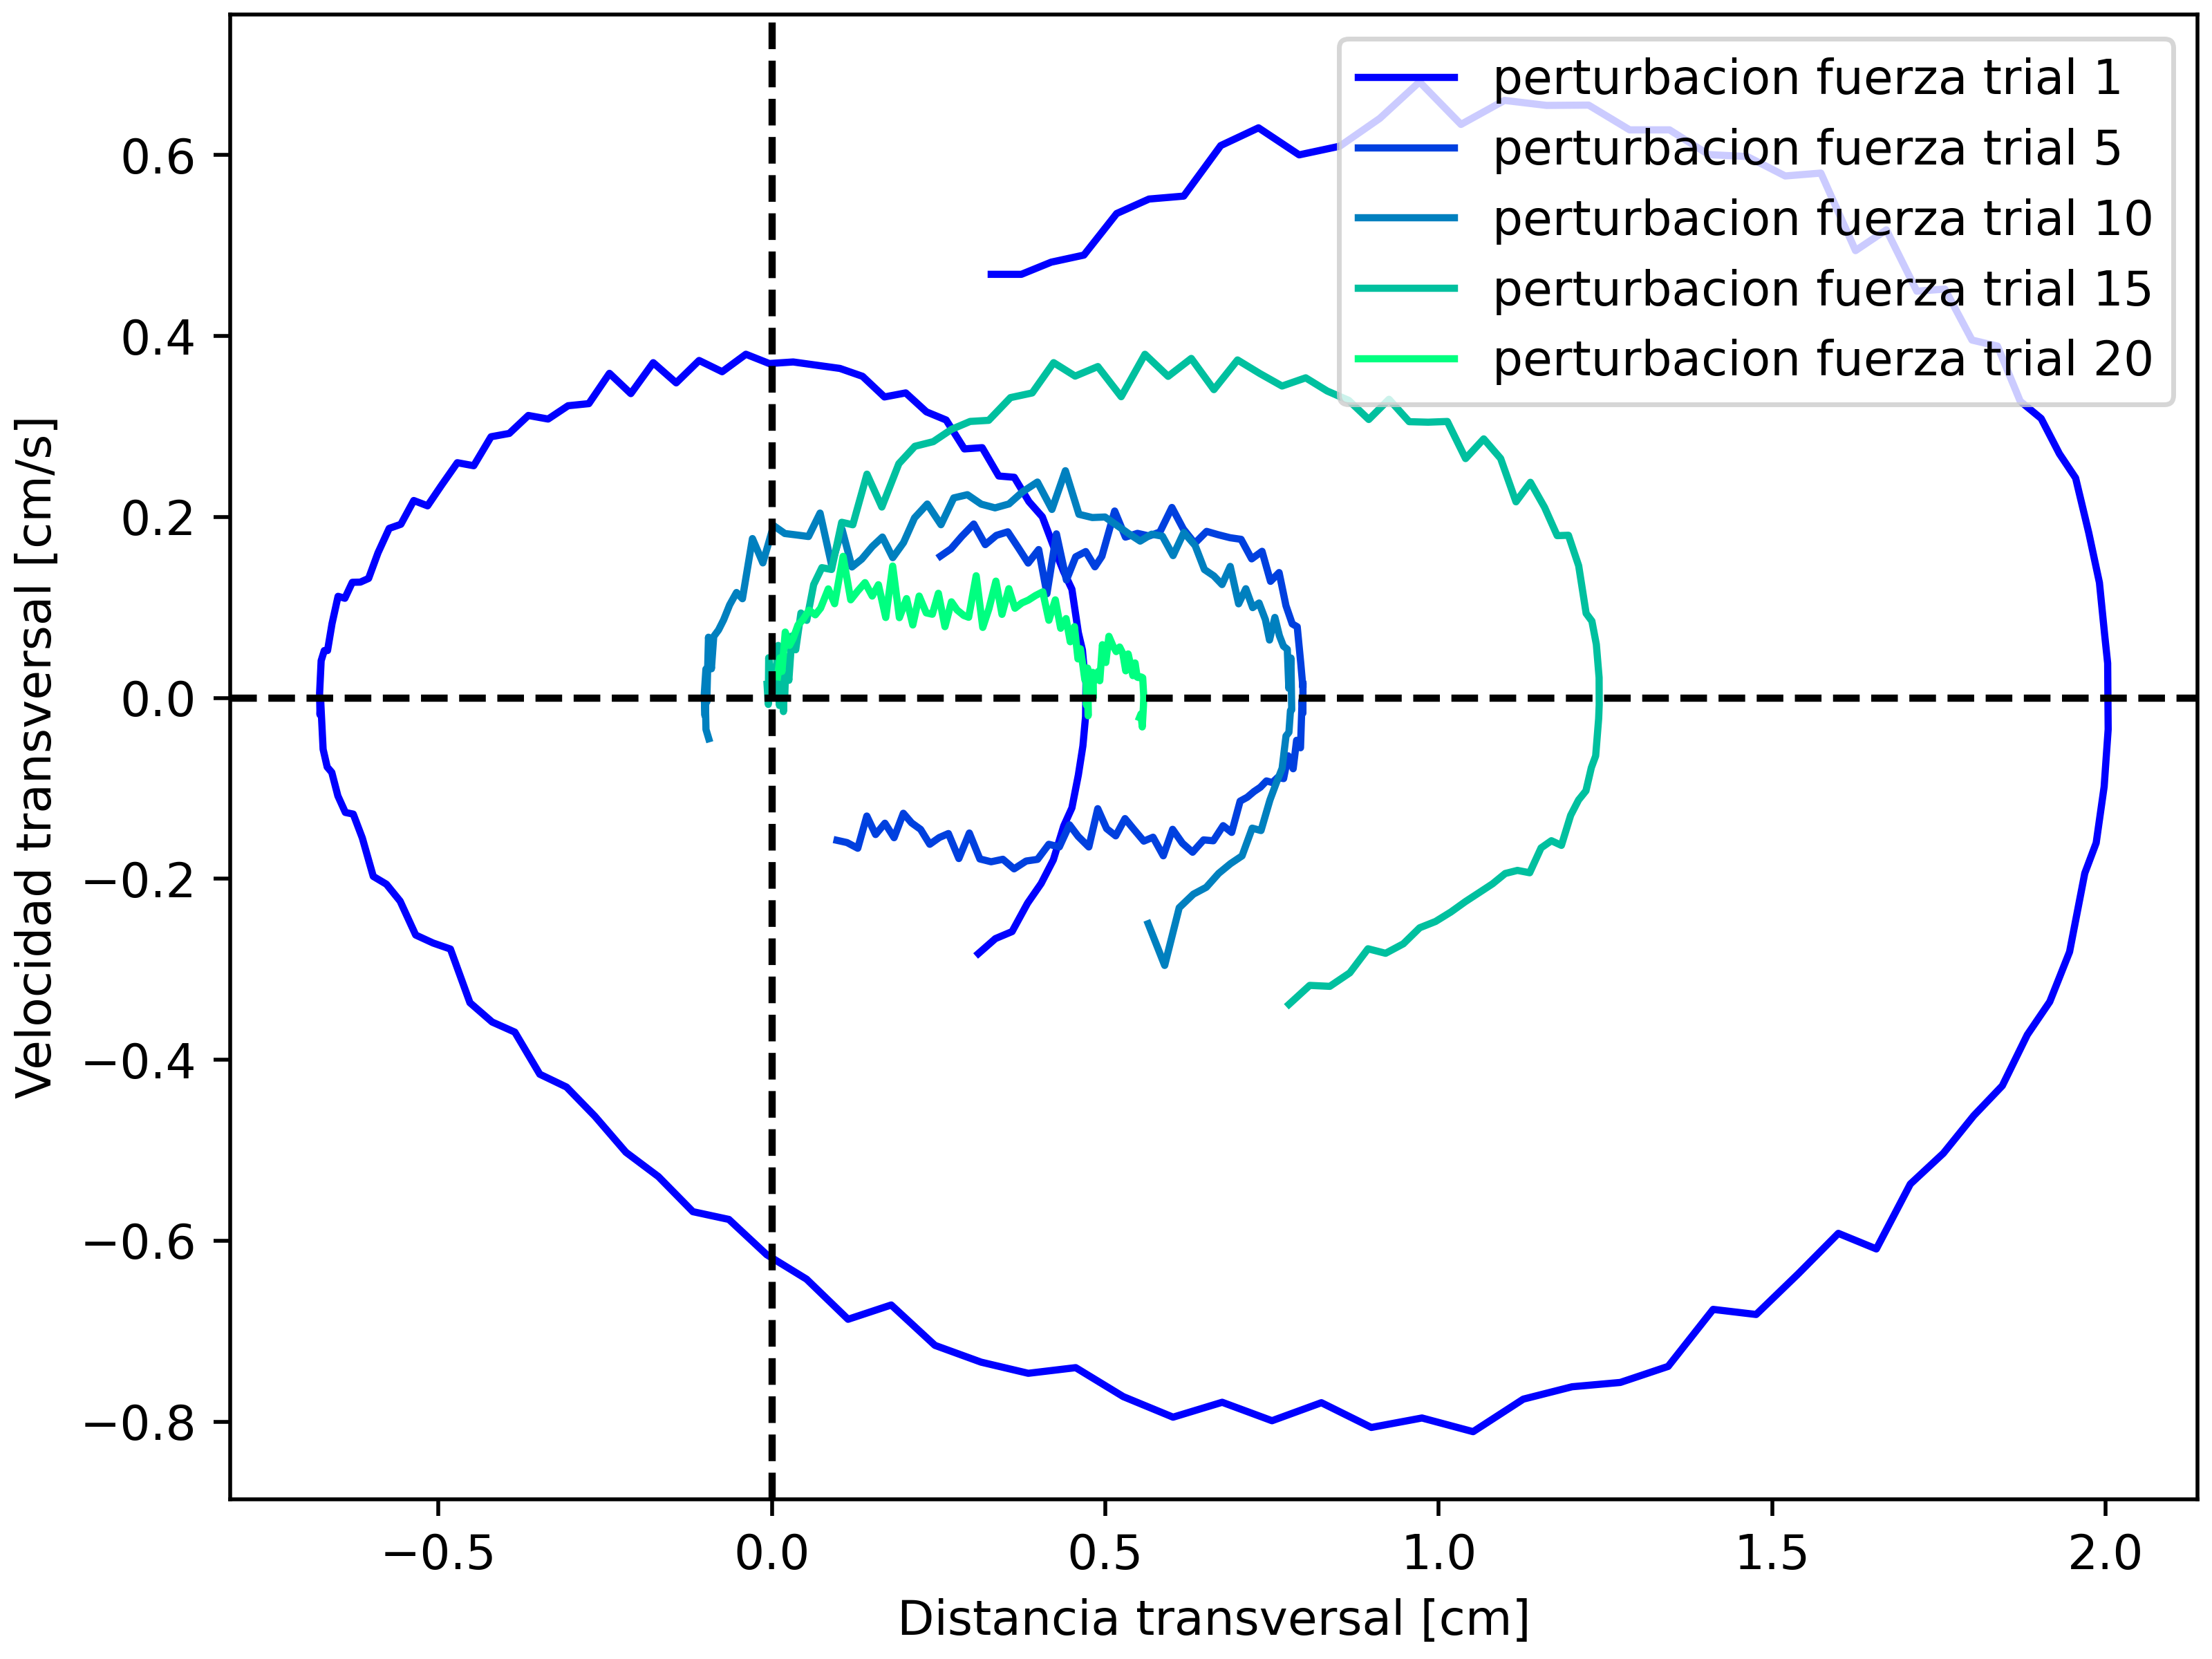 perturbacion fuerza trial 1
perturbacion fuerza trial 5
perturbacion fuerza trial 10
perturbacion fuerza trial 15
perturbacion fuerza trial 20
0.6
0.4
0.2
0.0
−0.2
−0.4
−0.6
−0.8
Velocidad transversal [cm/s]
−0.5 0.0 0.5 1.0 1.5 2.0
Distancia transversal [cm]